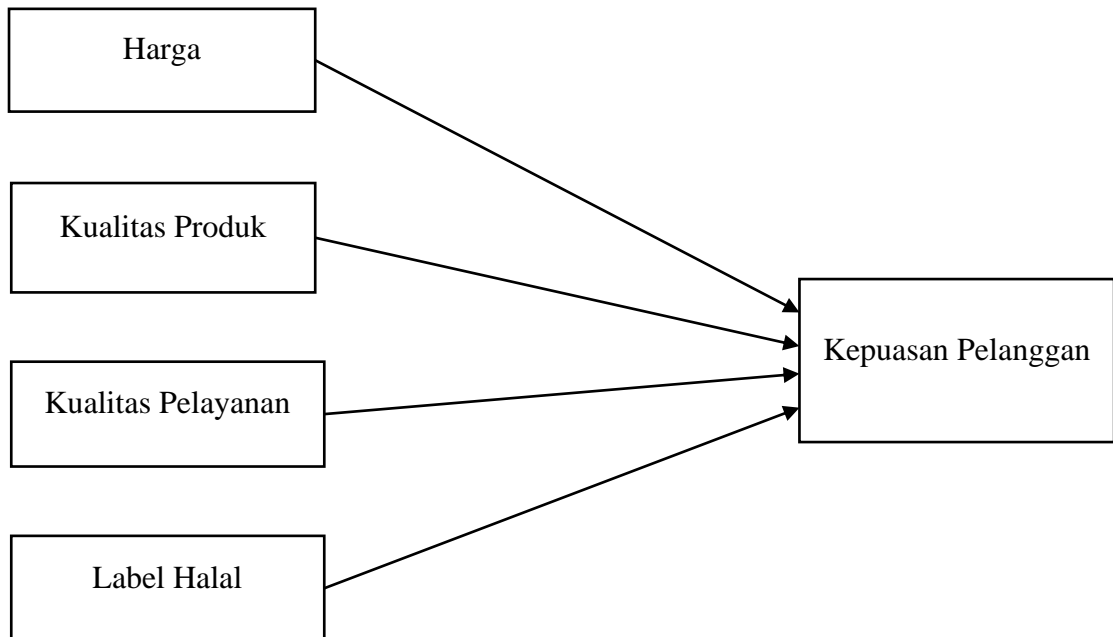 Harga
Kualitas Produk
Kepuasan Pelanggan
Kualitas Pelayanan
Label Halal